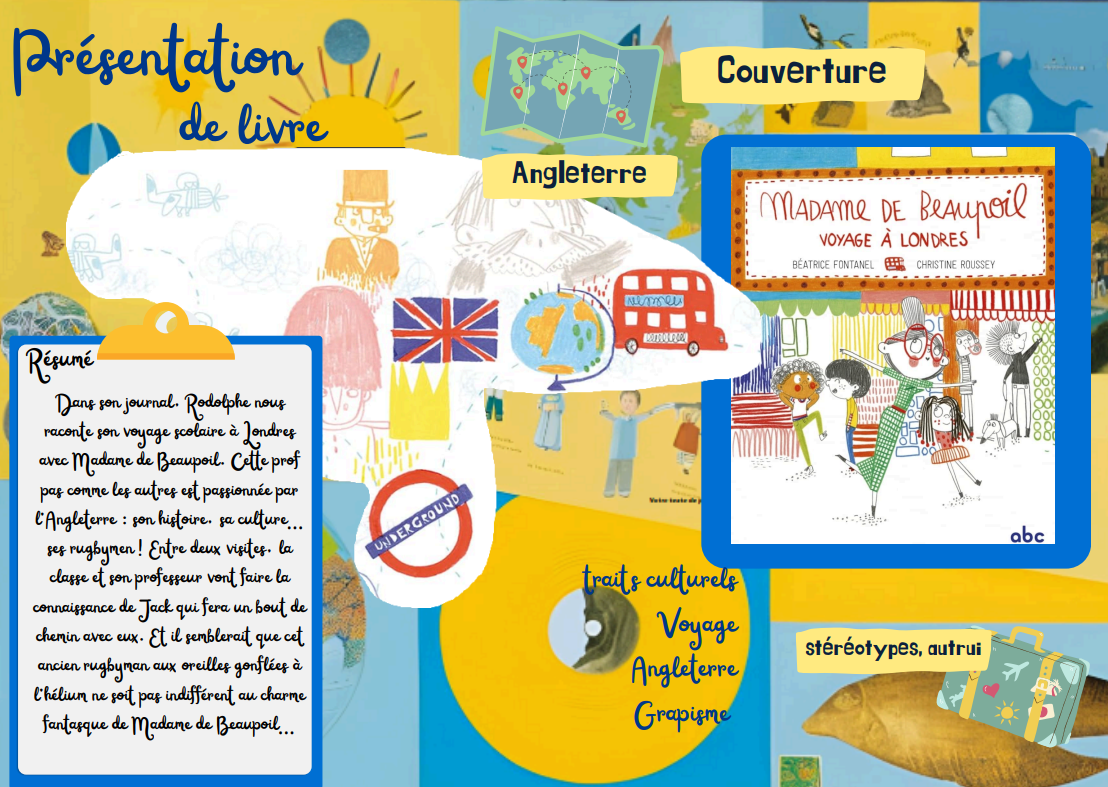 Présentation
de livre
Couverture
Angleterre
MADAME DE BEAUPOIL
VOYAGE À LONDRES
BÉATRICE FONTANEL
CHRISTINE ROUSSEY
abc
UNDERGROUND
Résumé
Dans son journal, Rodolphe nous
raconte son voyage scolaire à Londres
avec Madame de Beaupoil. Cette prof
pas comme les autres est passionnée par
l'Angleterre : son histoire, sa culture...
ses rugbymen ! Entre deux visites, la
classe et son professeur vont faire la
connaissance de Jack qui fera un bout de
chemin avec eux. Et il semblerait que cet
ancien rugbyman aux oreilles gonflées à
l'hélium ne soit pas indifférent au charme
fantasque de Madame de Beaupoil...
traits culturels
Voyage
Angleterre
Grapisme
stéréotypes, autrui